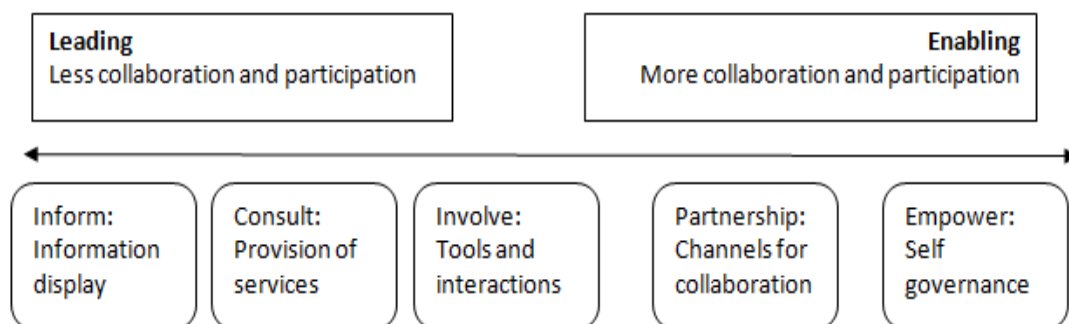 Leading
Less collaboration and participation
Enabling
More collaboration and participation
Inform:
Information
display
Consult:
Provision of
services
Involve:
Tools and
interactions
Partnership:
Channels for
collaboration
Empower:
Self
governance